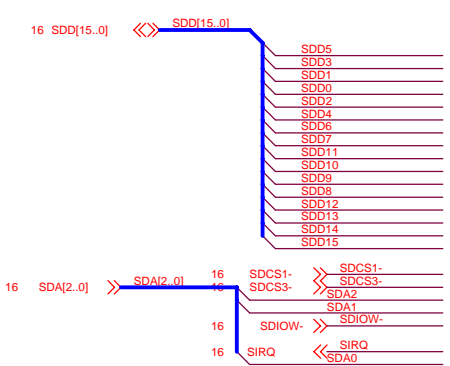 16 SDD[15..0] SDD[15..0]
SDD5
SDD3
SDD1
SDD0
SDD2
SDD4
SDD6
SDD7
SDD11
SDD10
SDD9
SDD8
SDD12
SDD13
SDD14
SDD15
16 SDCS1- SDCS1-
16 SDA[2..0] SDA[2..0] 16 SDCS3- SDCS3-
SDA2
SDA1
16 SDIOW- SDIOW-
16 SIRQ SIRQ
SDA0